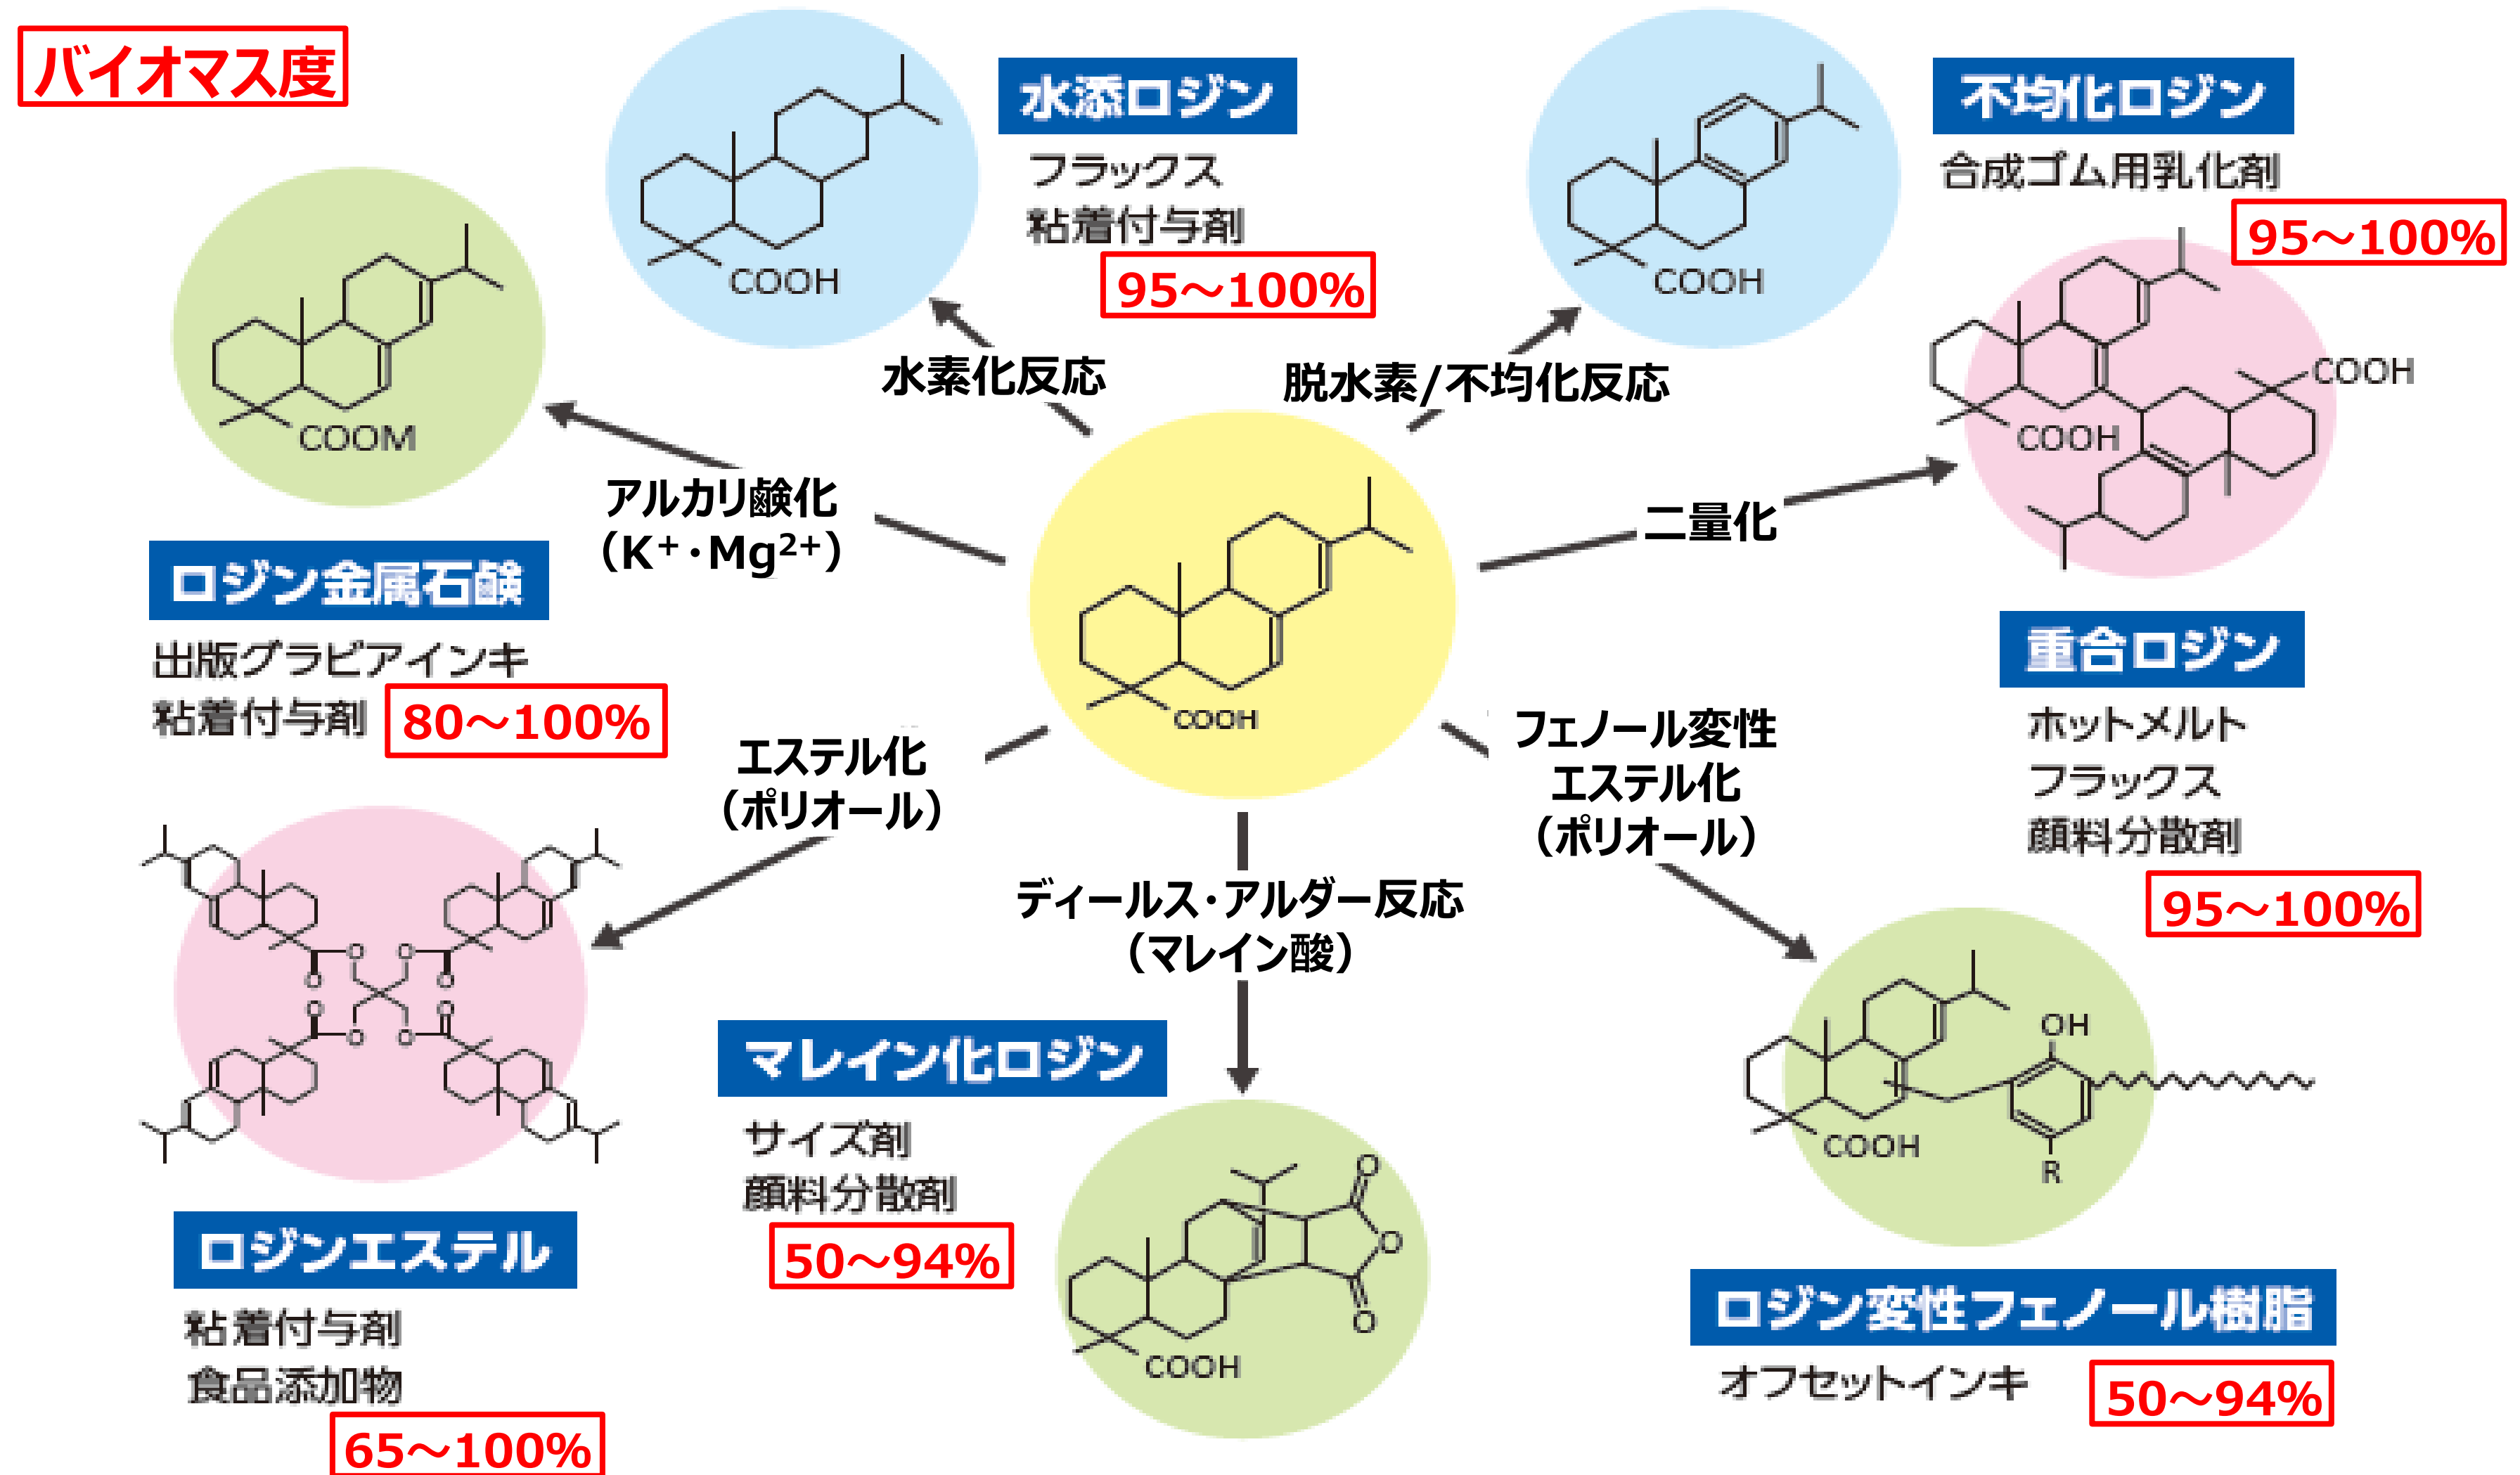 バイオマス度
水添ロジン
フラックス
粘着付与剤
95～100%
COOH
水素化反応
不均化ロジン
合成ゴム用乳化剤
95～100%
COOH
脱水素/不均化反応
COOM
アルカリ鹸化
（K⁺・Mg²⁺）
ロジン金属石鹸
出版グラビアインキ
粘着付与剤
80～100%
COOH
二量化
COOH
COOH
重合ロジン
ホットメルト
フラックス
顔料分散剤
95～100%
エステル化
（ポリオール）
O
O
O
O
O
O
O
O
ロジンエステル
粘着付与剤
食品添加物
65～100%
ディールス・アルダー反応
（マレイン酸）
マレイン化ロジン
サイズ剤
顔料分散剤
50～94%
O
O
O
COOH
フェノール変性
エステル化
（ポリオール）
OH
COOH
R
ロジン変性フェノール樹脂
オフセットインキ
50～94%